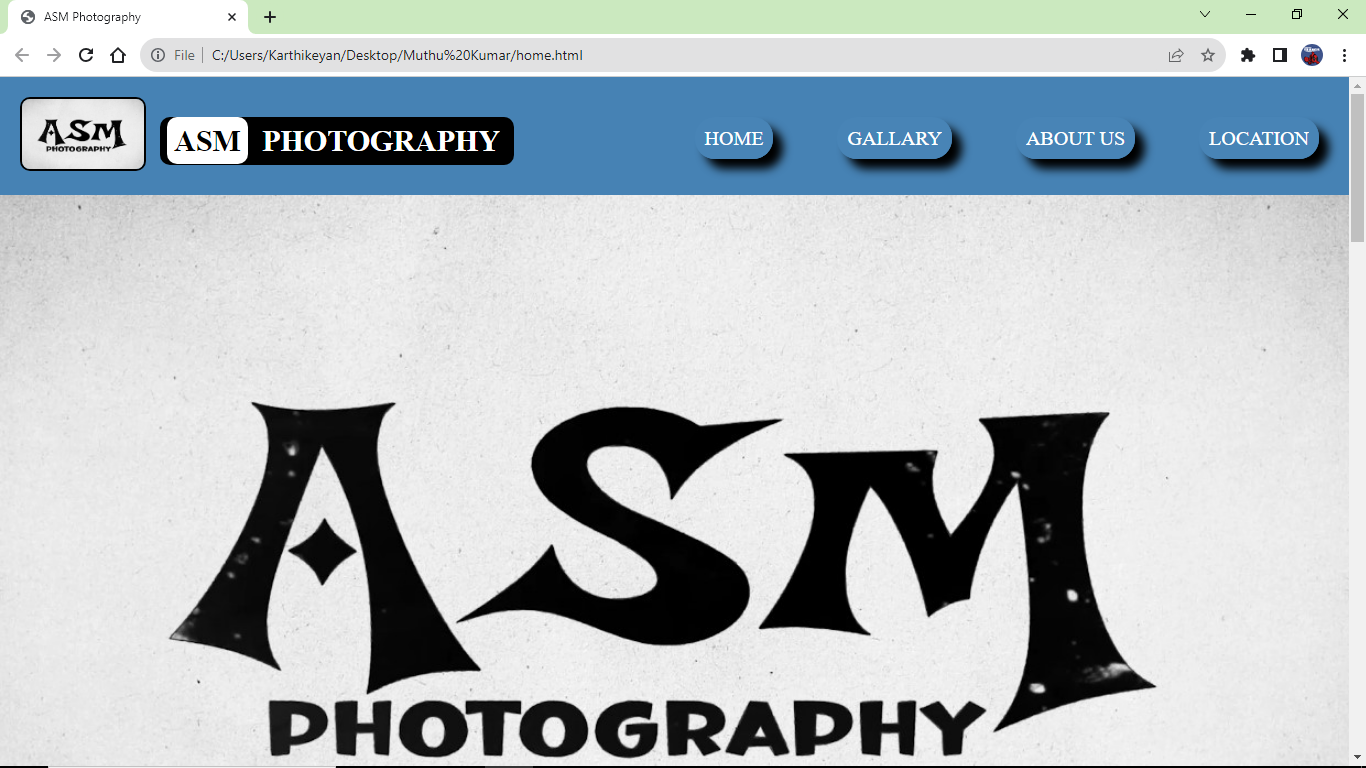 ASM Photography
File
C:/Users/Karthikeyan/Desktop/Muthu%20Kumar/home.html
ASM PHOTOGRAPHY
ASM PHOTOGRAPHY HOME GALLARY ABOUT US LOCATION
ASM
PHOTOGRAPHY